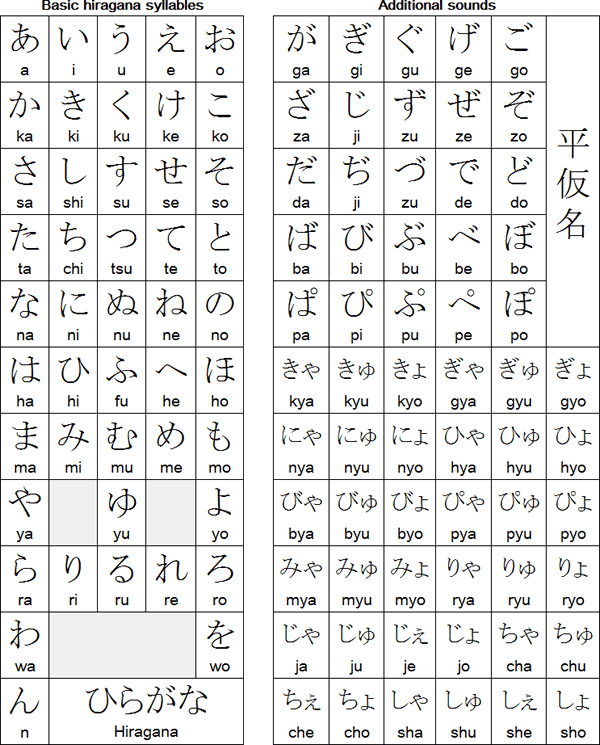 Basic hiragana syllables
あ い う え お
a i u e o
か き く け こ
ka ki ku ke ko
さ し す せ そ
sa shi su se so
た ち つ て と
ta chi tsu te to
な に ぬ ね の
na ni nu ne no
は ひ ふ へ ほ
ha hi fu he ho
ま み む め も
ma mi mu me mo
や ゆ よ
ya yu yo
ら り る れ ろ
ra ri ru re ro
わ を
wa wo
ん ひらがな
n Hiragana
Additional sounds
が ぎ ぐ げ ご
ga gi gu ge go
ざ じ ず ぜ ぞ
za ji zu ze zo
だ ぢ づ で ど
da ji zu de do
ば び ぶ べ ぼ
ba bi bu be bo
ぱ ぴ ぷ ぺ ぽ
pa pi pu pe po
平仮名
きゃ きゅ きょ ぎゃ ぎゅ ぎょ
kya kyu kyo gya gyu gyo
にゃ にゅ にょ ひゃ ひゅ ひょ
nya nyu nyo hya hyu hyo
びゃ びゅ びょ ぴゃ ぴゅ ぴょ
bya byu byo pya pyu pyo
みゃ みゅ みょ りゃ りゅ りょ
mya myu myo rya ryu ryo
じゃ じゅ じぇ じょ ちゃ ちゅ
ja ju je jo cha chu
ちぇ ちょ しゃ しゅ しぇ しょ
che cho sha shu she sho